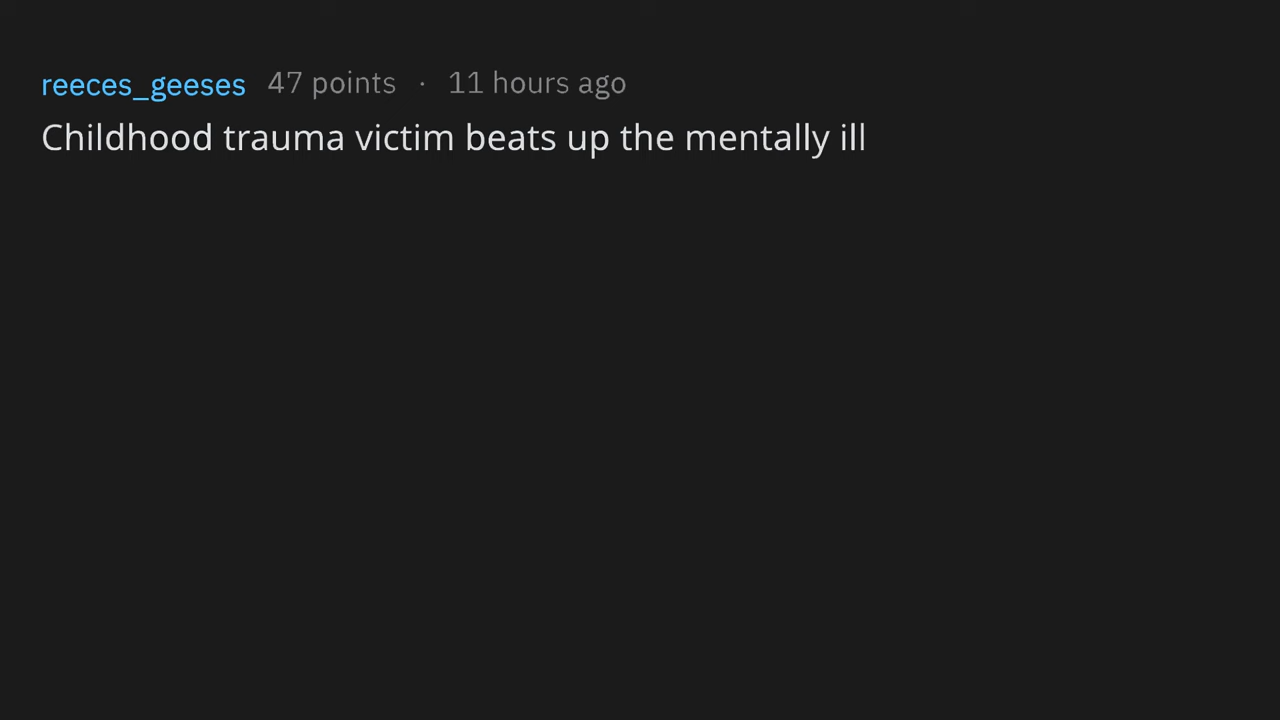 reeces_geeses 47 points · 11 hours ago
Childhood trauma victim beats up the mentally ill